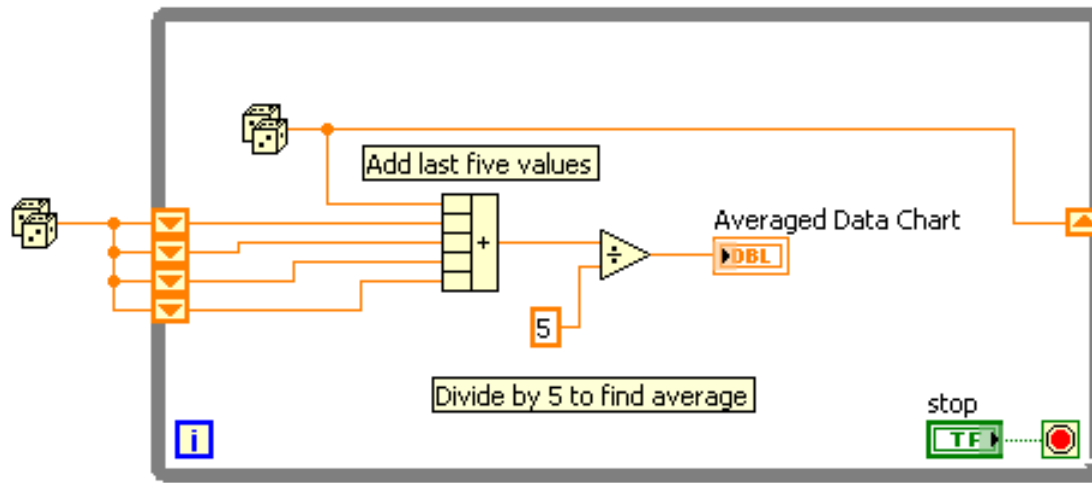 Add last five values
+
Averaged Data Chart
÷
DBL
5
Divide by 5 to find average
stop
i
TF